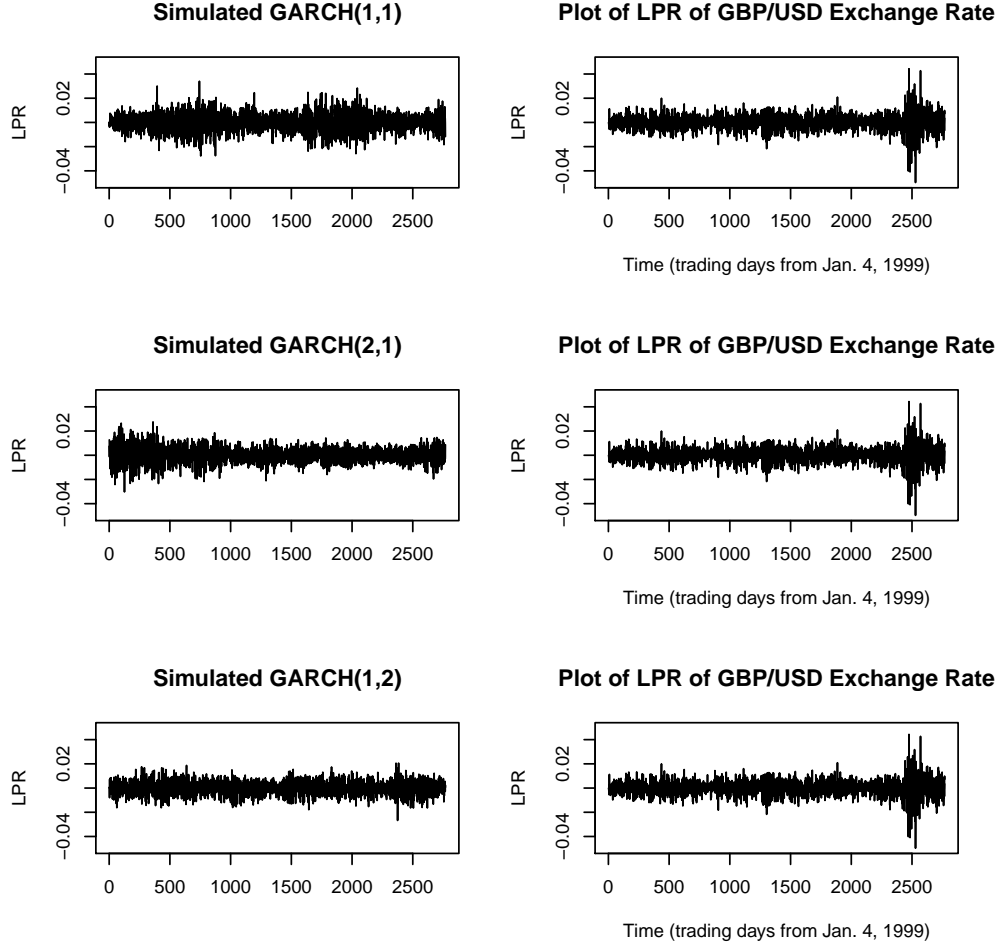 Simulated GARCH(1,1)
LPR
0.02
−0.04
0 500 1000 1500 2000 2500
Plot of LPR of GBP/USD Exchange Rate
LPR
0.02
−0.04
0 500 1000 1500 2000 2500
Time (trading days from Jan. 4, 1999)
Simulated GARCH(2,1)
LPR
0.02
−0.04
0 500 1000 1500 2000 2500
Plot of LPR of GBP/USD Exchange Rate
LPR
0.02
−0.04
0 500 1000 1500 2000 2500
Time (trading days from Jan. 4, 1999)
Simulated GARCH(1,2)
LPR
0.02
−0.04
0 500 1000 1500 2000 2500
Plot of LPR of GBP/USD Exchange Rate
LPR
0.02
−0.04
0 500 1000 1500 2000 2500
Time (trading days from Jan. 4, 1999)